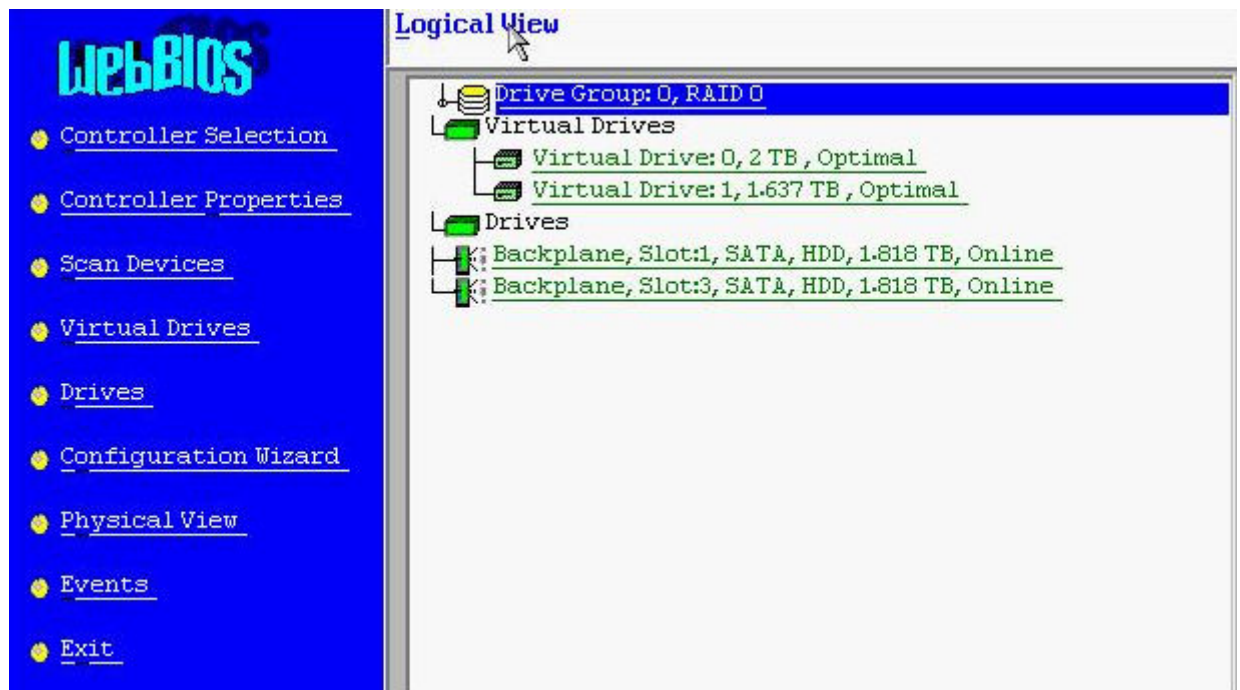 WebBIOS
Logical View
Controller Selection
Controller Properties
Scan Devices
Virtual Drives
Drives
Configuration Wizard
Physical View
Events
Exit
Drive Group: 0, RAID 0
Virtual Drives
Virtual Drive: 0, 2 TB , Optimal
Virtual Drive: 1, 1.637 TB , Optimal
Drives
Backplane, Slot:1, SATA, HDD, 1.818 TB, Online
Backplane, Slot:3, SATA, HDD, 1.818 TB, Online